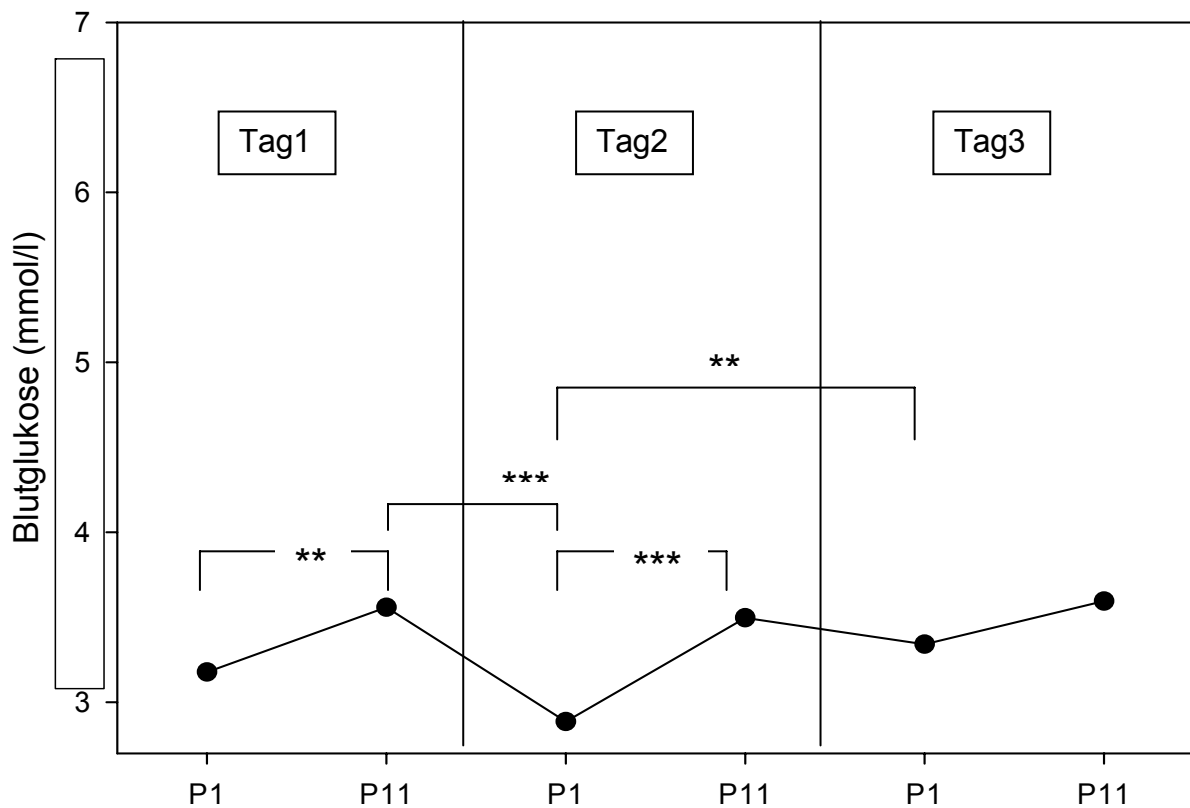 7
Tag1
Tag2
Tag3
6
5
**
***
4
**
***
3
Blutglukose (mmol/l)
P1
P11
P1
P11
P1
P11